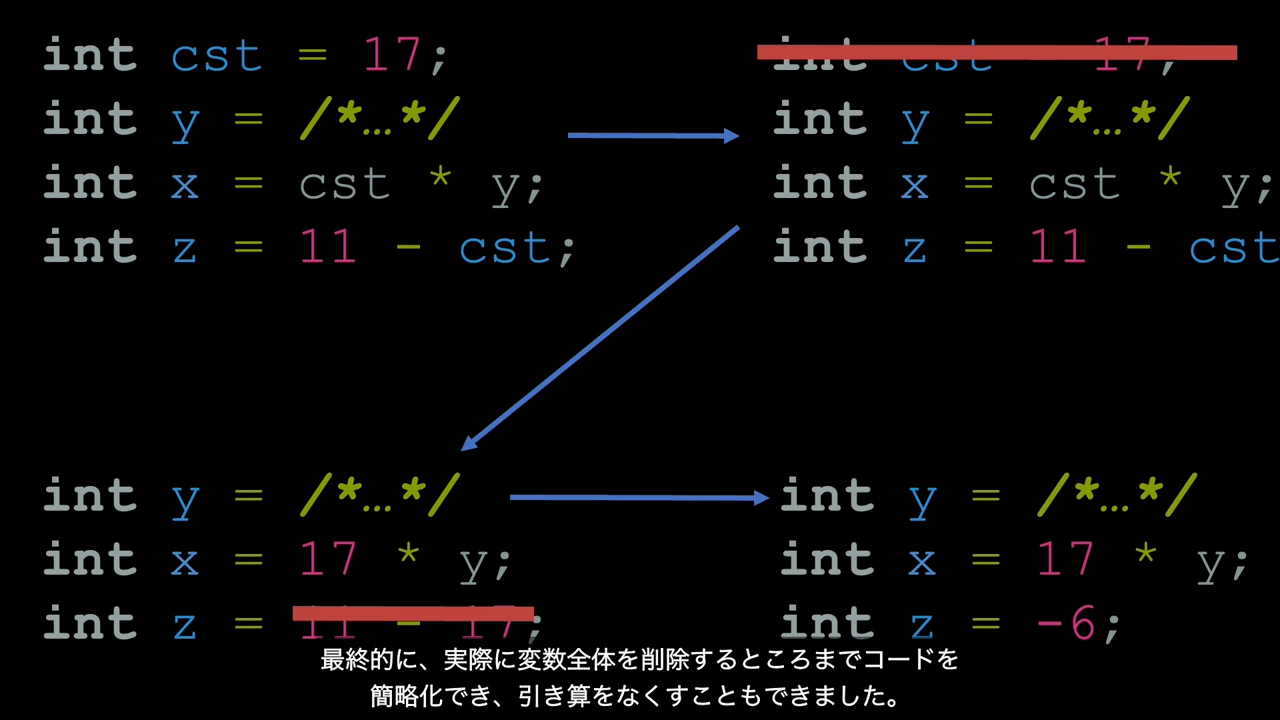 int cst = 17;
int y = /*…*/
int x = cst * y;
int z = 11 - cst;
int cst = 17;
int y = /*…*/
int x = cst * y;
int z = 11 - cst
int y = /*…*/
int x = 17 * y;
int z = 11 - 17;
int y = /*…*/
int x = 17 * y;
int z = -6;
最終的に、実際に変数全体を削除するところまでコードを
簡略化でき、引き算をなくすこともできました。